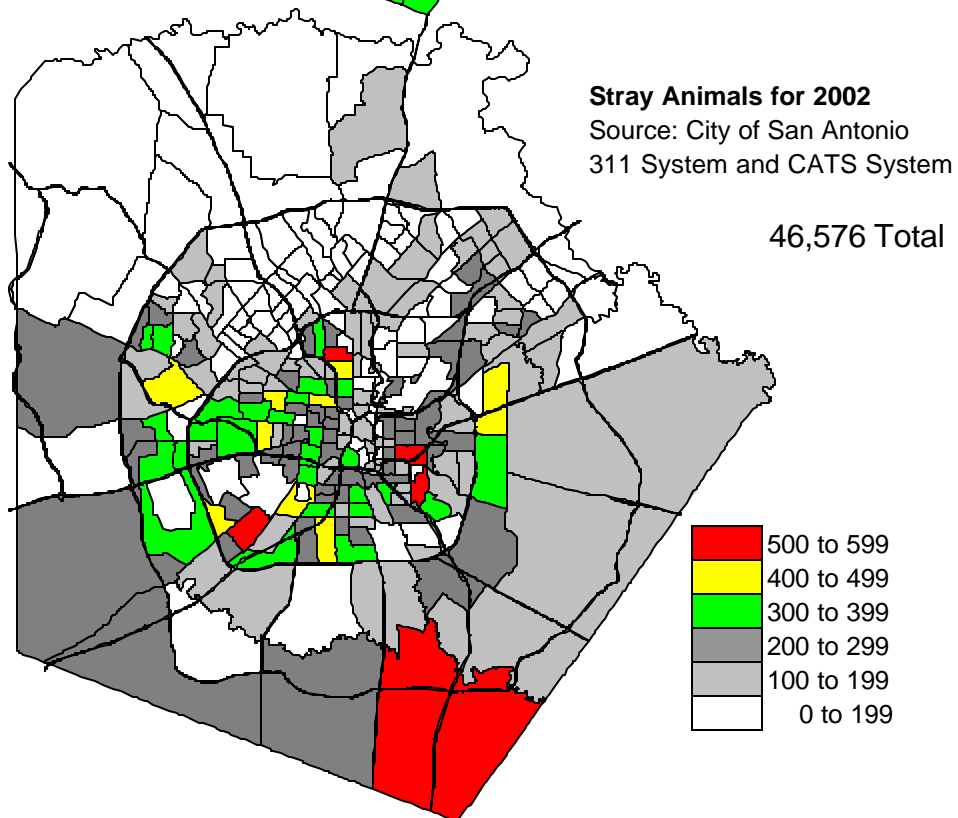 Stray Animals for 2002
Source: City of San Antonio
311 System and CATS System
46,576 Total
500 to 599
400 to 499
300 to 399
200 to 299
100 to 199
0 to 199